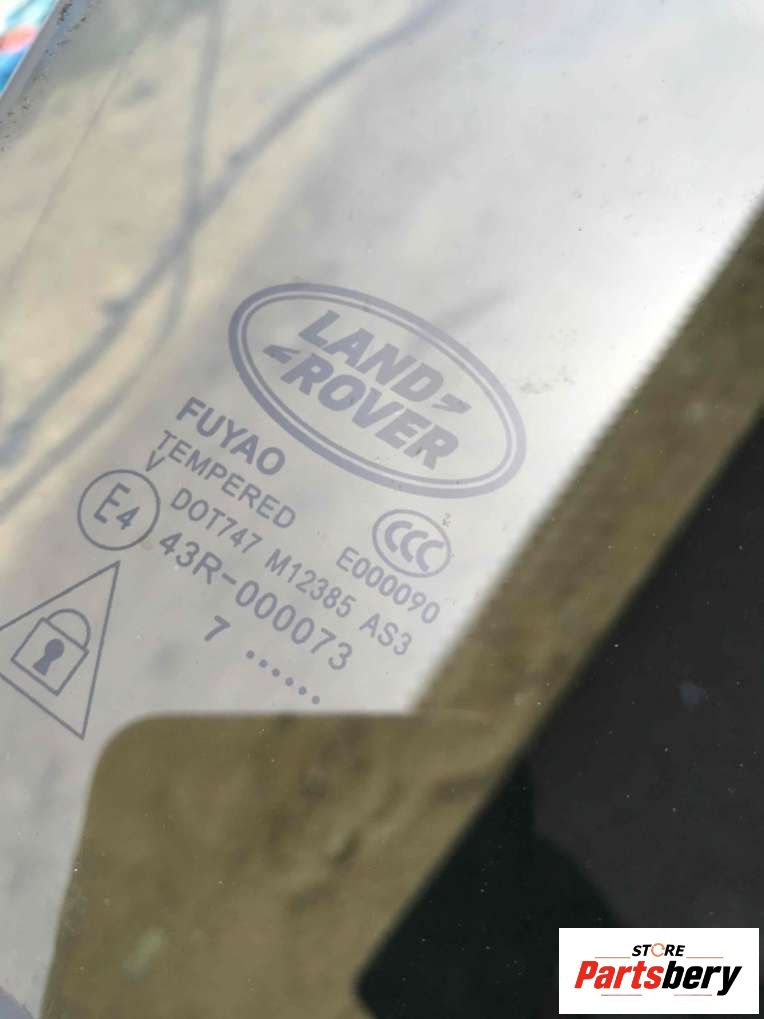 LAND
ROVER
FUYAO
TEMPERED
V
CCC
E000090
E4
DOT747 M12385 AS3
43R-000073
7 ......
STORE
Partsbery